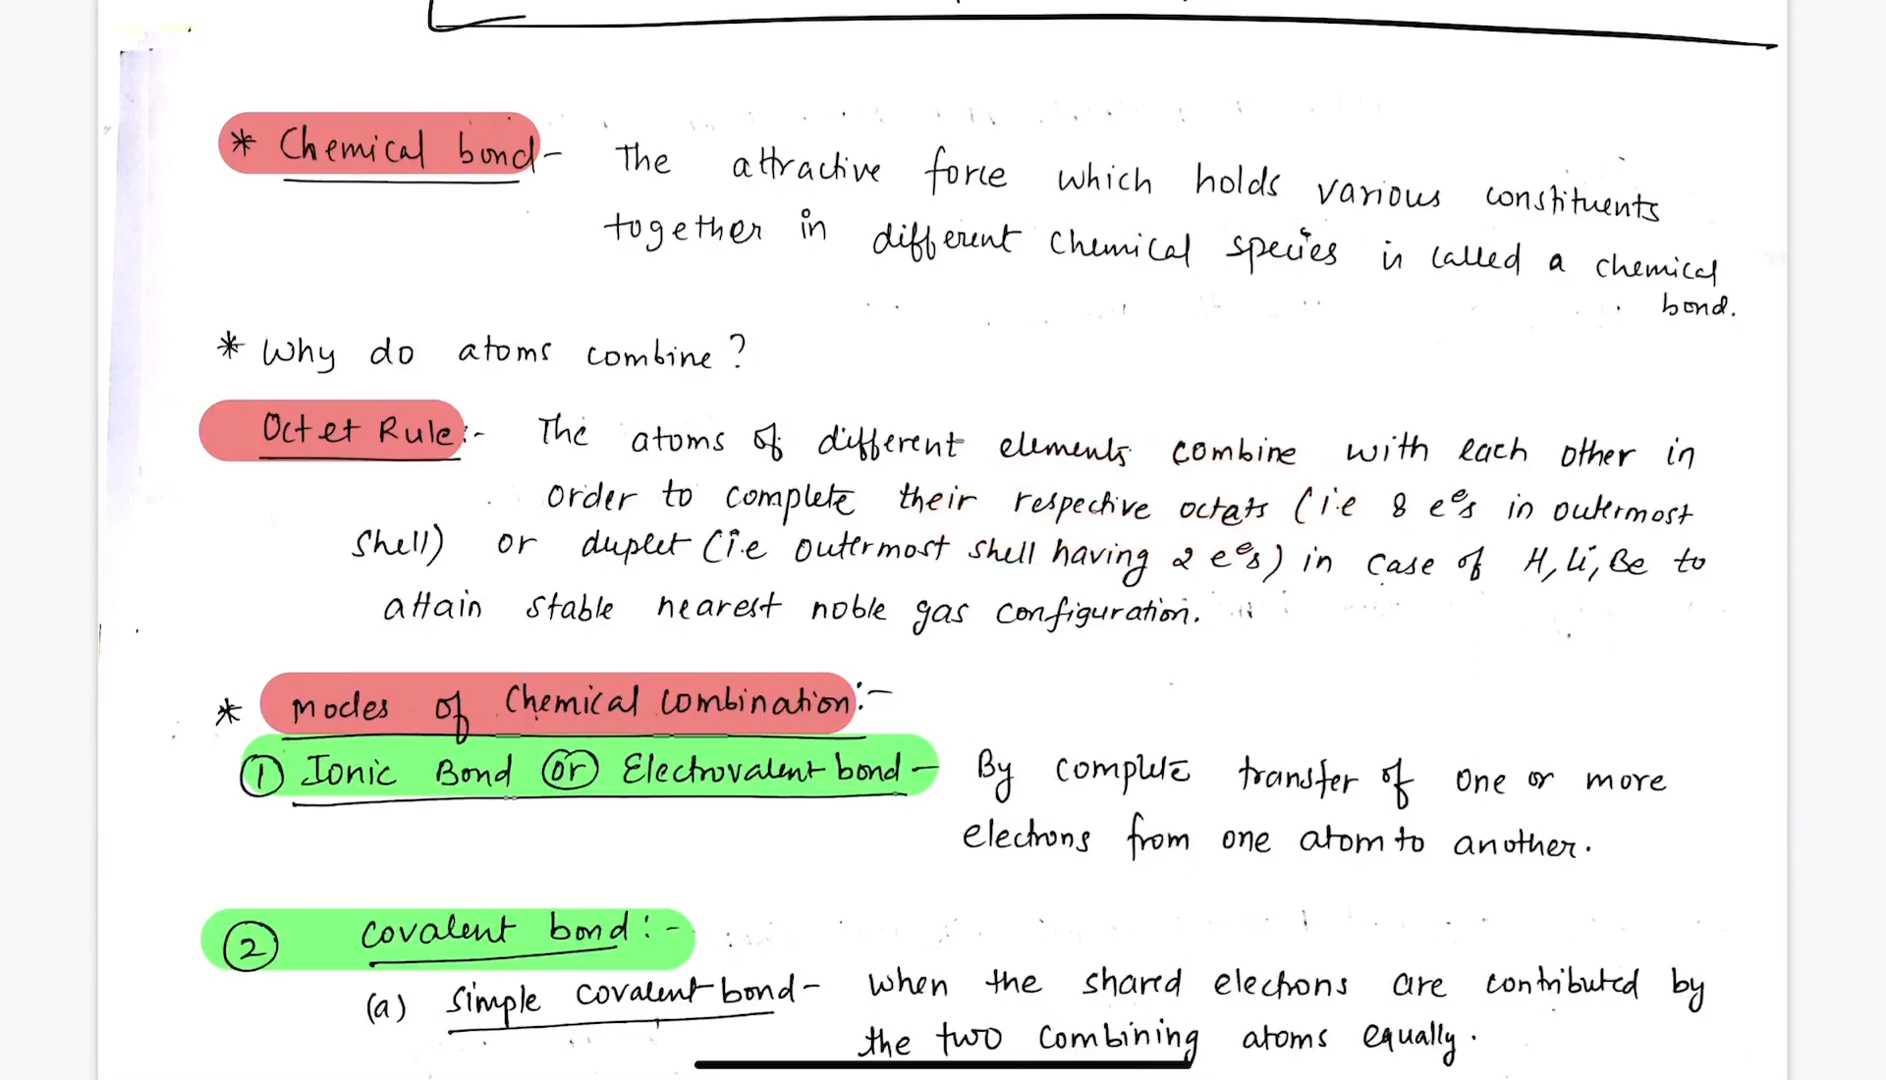 * Chemical bond- The attractive force which holds various constituents
together in different chemical species is called a chemical
bond.
* Why do atoms combine?
Octet Rule:- The atoms of different elements combine with each other in
order to complete their respective octats (i.e 8 e⊖s in outermost
shell) or duplet (i.e outermost shell having 2 e⊖s) in case of H, Li, Be to
attain stable nearest noble gas configuration.
* Modes of Chemical Combination:-
① Ionic Bond (or) Electrovalent bond- By complete transfer of one or more
electrons from one atom to another.
② Covalent bond:-
(a) Simple covalent bond- When the shared electrons are contributed by
the two combining atoms equally.